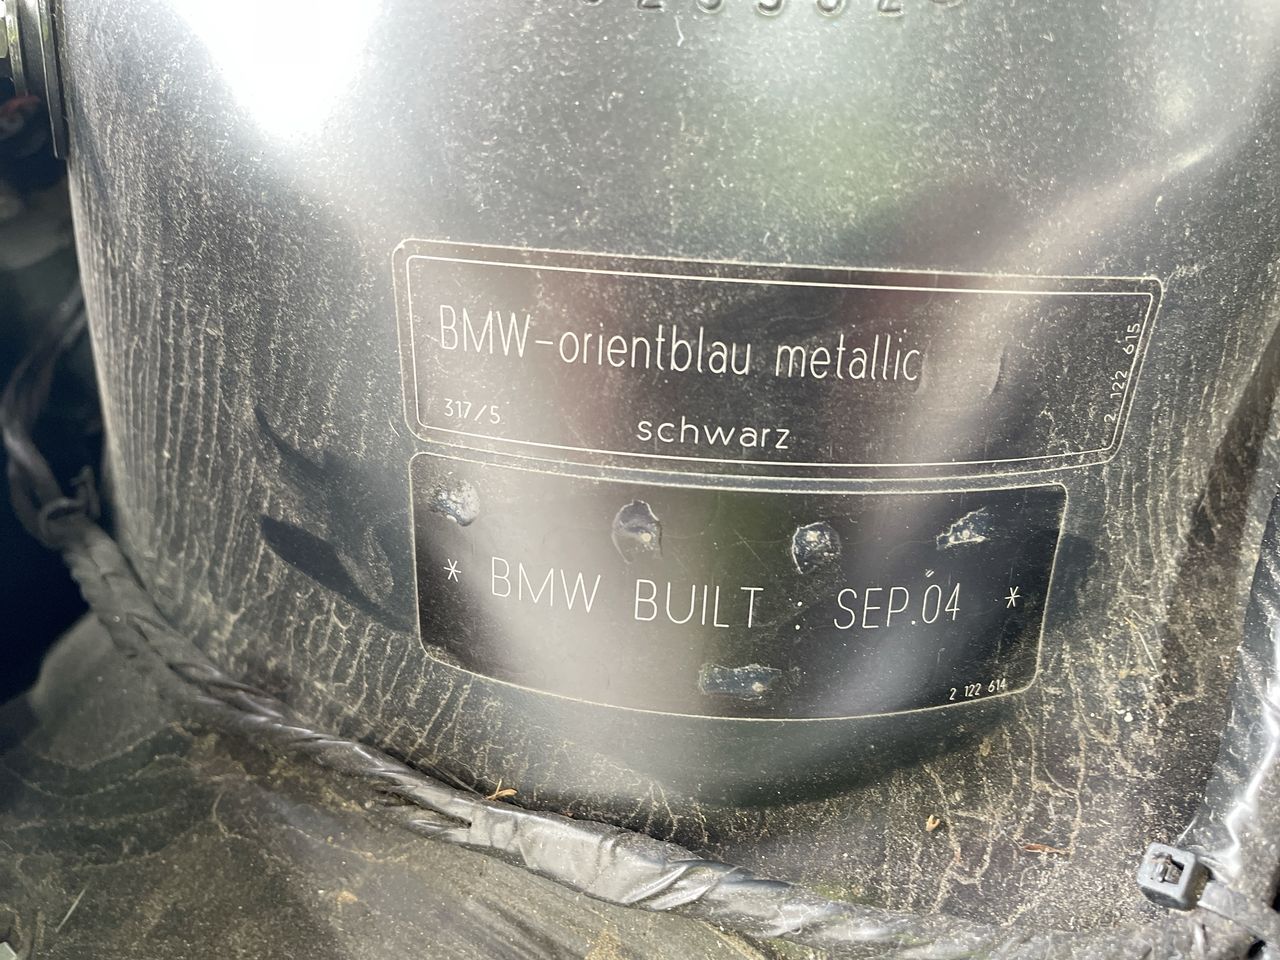 BMW-orientblau metallic
317/5
schwarz
2 122 615
* BMW BUILT : SEP.04 *
2 122 614